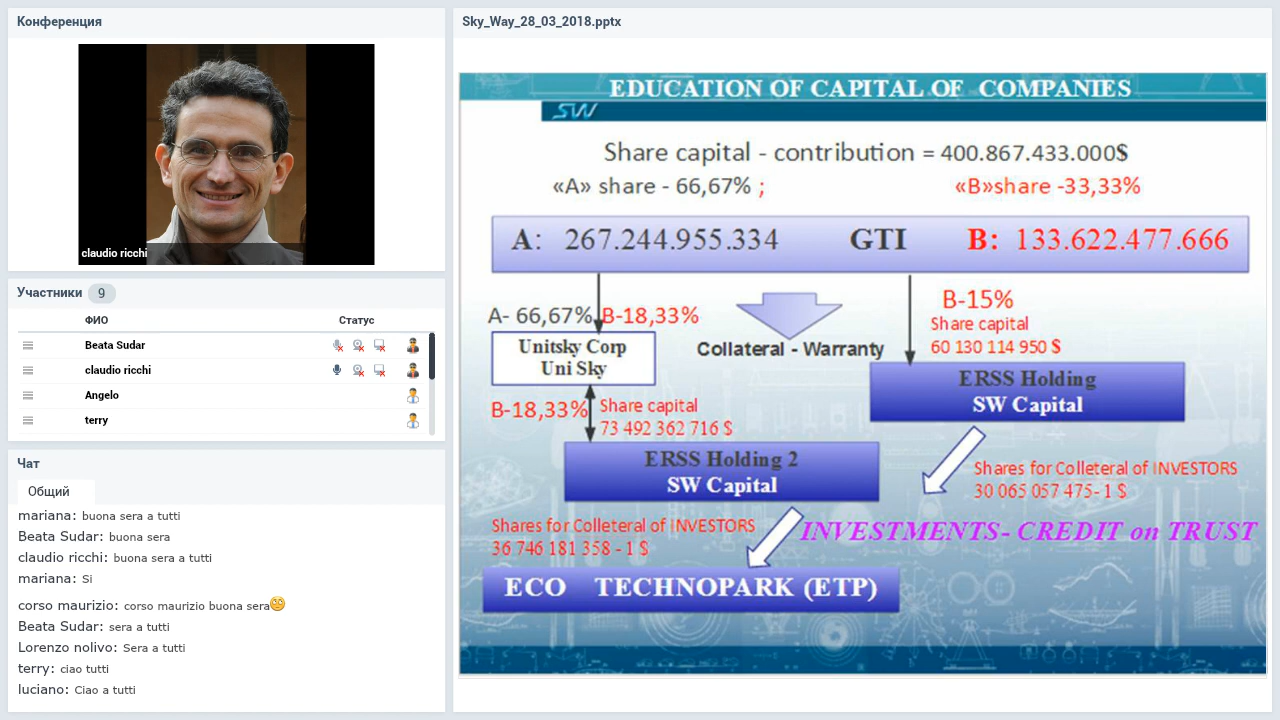 Конференция
claudio ricchi
Участники 9
ФИО Статус
Beata Sudar
claudio ricchi
Angelo
terry
Чат
Общий
mariana: buona sera a tutti
Beata Sudar: buona sera
claudio ricchi: buona sera a tutti
mariana: Si
corso maurizio: corso maurizio buona sera
Beata Sudar: sera a tutti
Lorenzo nolivo: Sera a tutti
terry: ciao tutti
luciano: Ciao a tutti
Sky_Way_28_03_2018.pptx
EDUCATION OF CAPITAL OF COMPANIES
SW
Share capital - contribution = 400.867.433.000$
«A» share - 66,67% ;
«B»share -33,33%
A: 267.244.955.334 GTI B: 133.622.477.666
A- 66,67% B-18,33%
Unitsky Corp
Uni Sky
Collateral - Warranty
B-15%
Share capital
60 130 114 950 $
ERSS Holding
SW Capital
B-18,33%
Share capital
73 492 362 716 $
ERSS Holding 2
SW Capital
Shares for Colleteral of INVESTORS
30 065 057 475- 1 $
Shares for Colleteral of INVESTORS
36 746 181 358 - 1 $
INVESTMENTS- CREDIT on TRUST
ECO TECHNOPARK (ETP)